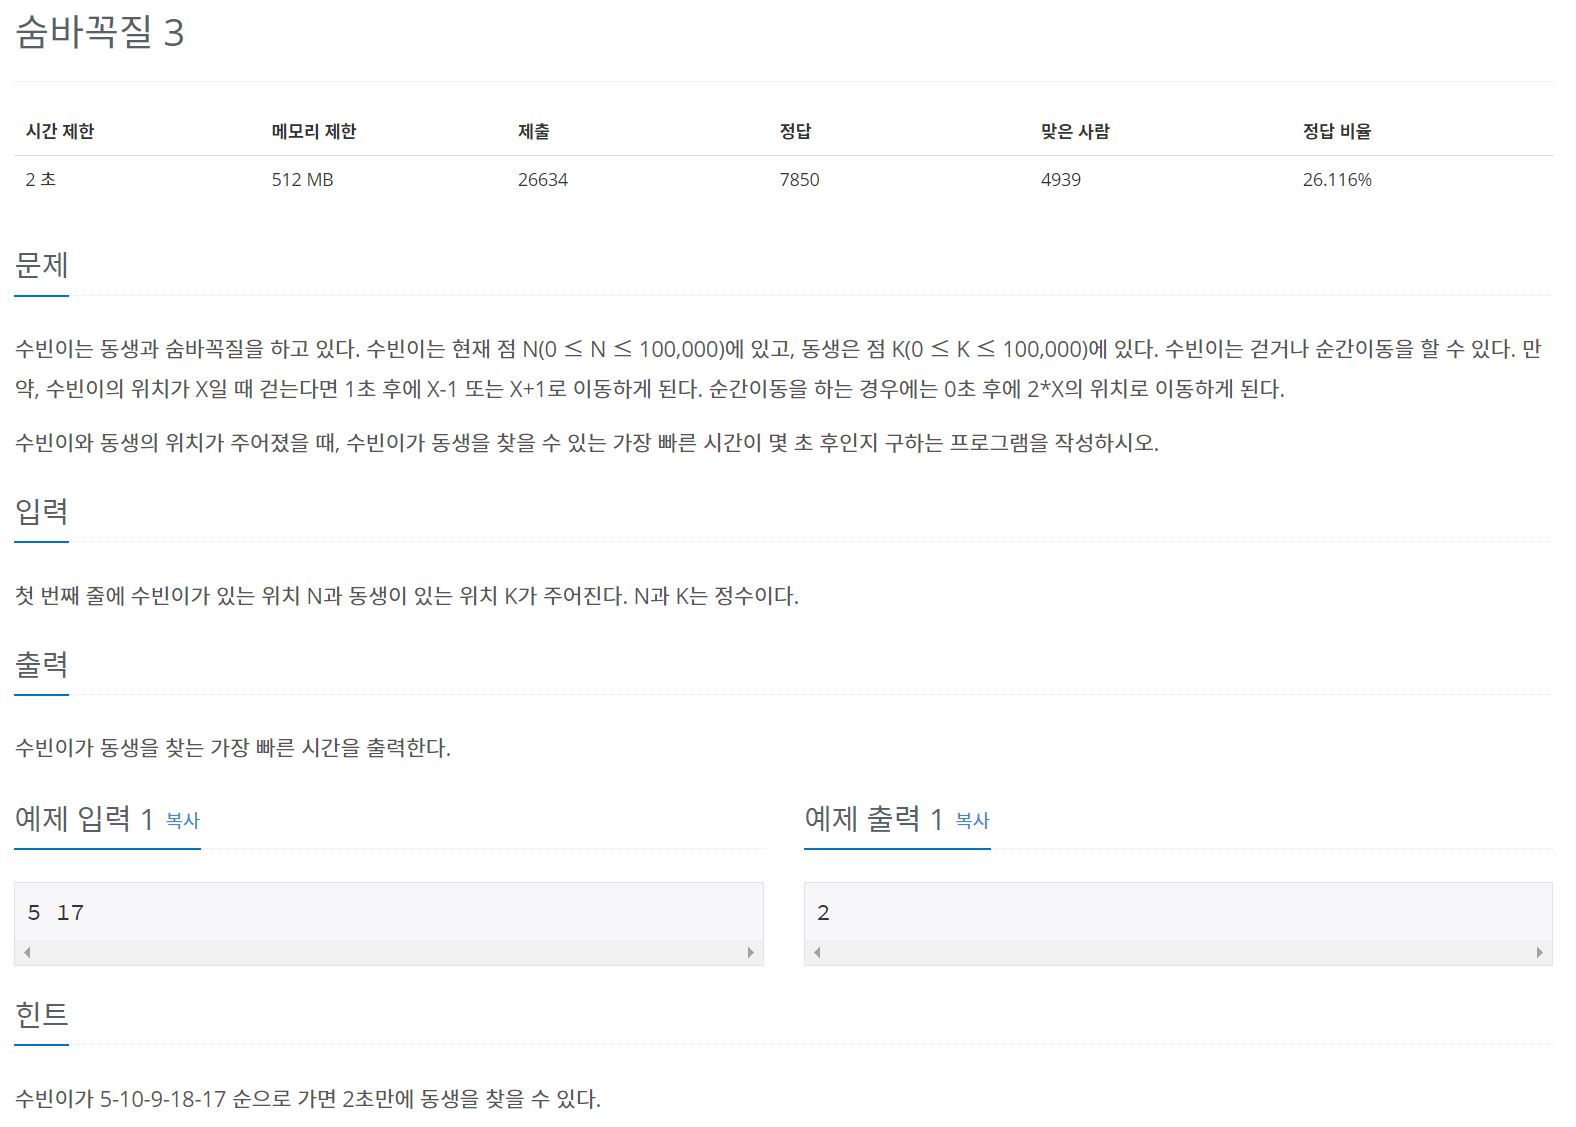 숨바꼭질 3
시간 제한 메모리 제한 제출 정답 맞은 사람 정답 비율
2 초 512 MB 26634 7850 4939 26.116%
문제
수빈이는 동생과 숨바꼭질을 하고 있다. 수빈이는 현재 점 N(0 ≤ N ≤ 100,000)에 있고, 동생은 점 K(0 ≤ K ≤ 100,000)에 있다. 수빈이는 걷거나 순간이동을 할 수 있다. 만
약, 수빈이의 위치가 X일 때 걷는다면 1초 후에 X-1 또는 X+1로 이동하게 된다. 순간이동을 하는 경우에는 0초 후에 2*X의 위치로 이동하게 된다.
수빈이와 동생의 위치가 주어졌을 때, 수빈이가 동생을 찾을 수 있는 가장 빠른 시간이 몇 초 후인지 구하는 프로그램을 작성하시오.
입력
첫 번째 줄에 수빈이가 있는 위치 N과 동생이 있는 위치 K가 주어진다. N과 K는 정수이다.
출력
수빈이가 동생을 찾는 가장 빠른 시간을 출력한다.
예제 입력 1 복사
5 17
예제 출력 1 복사
2
힌트
수빈이가 5-10-9-18-17 순으로 가면 2초만에 동생을 찾을 수 있다.